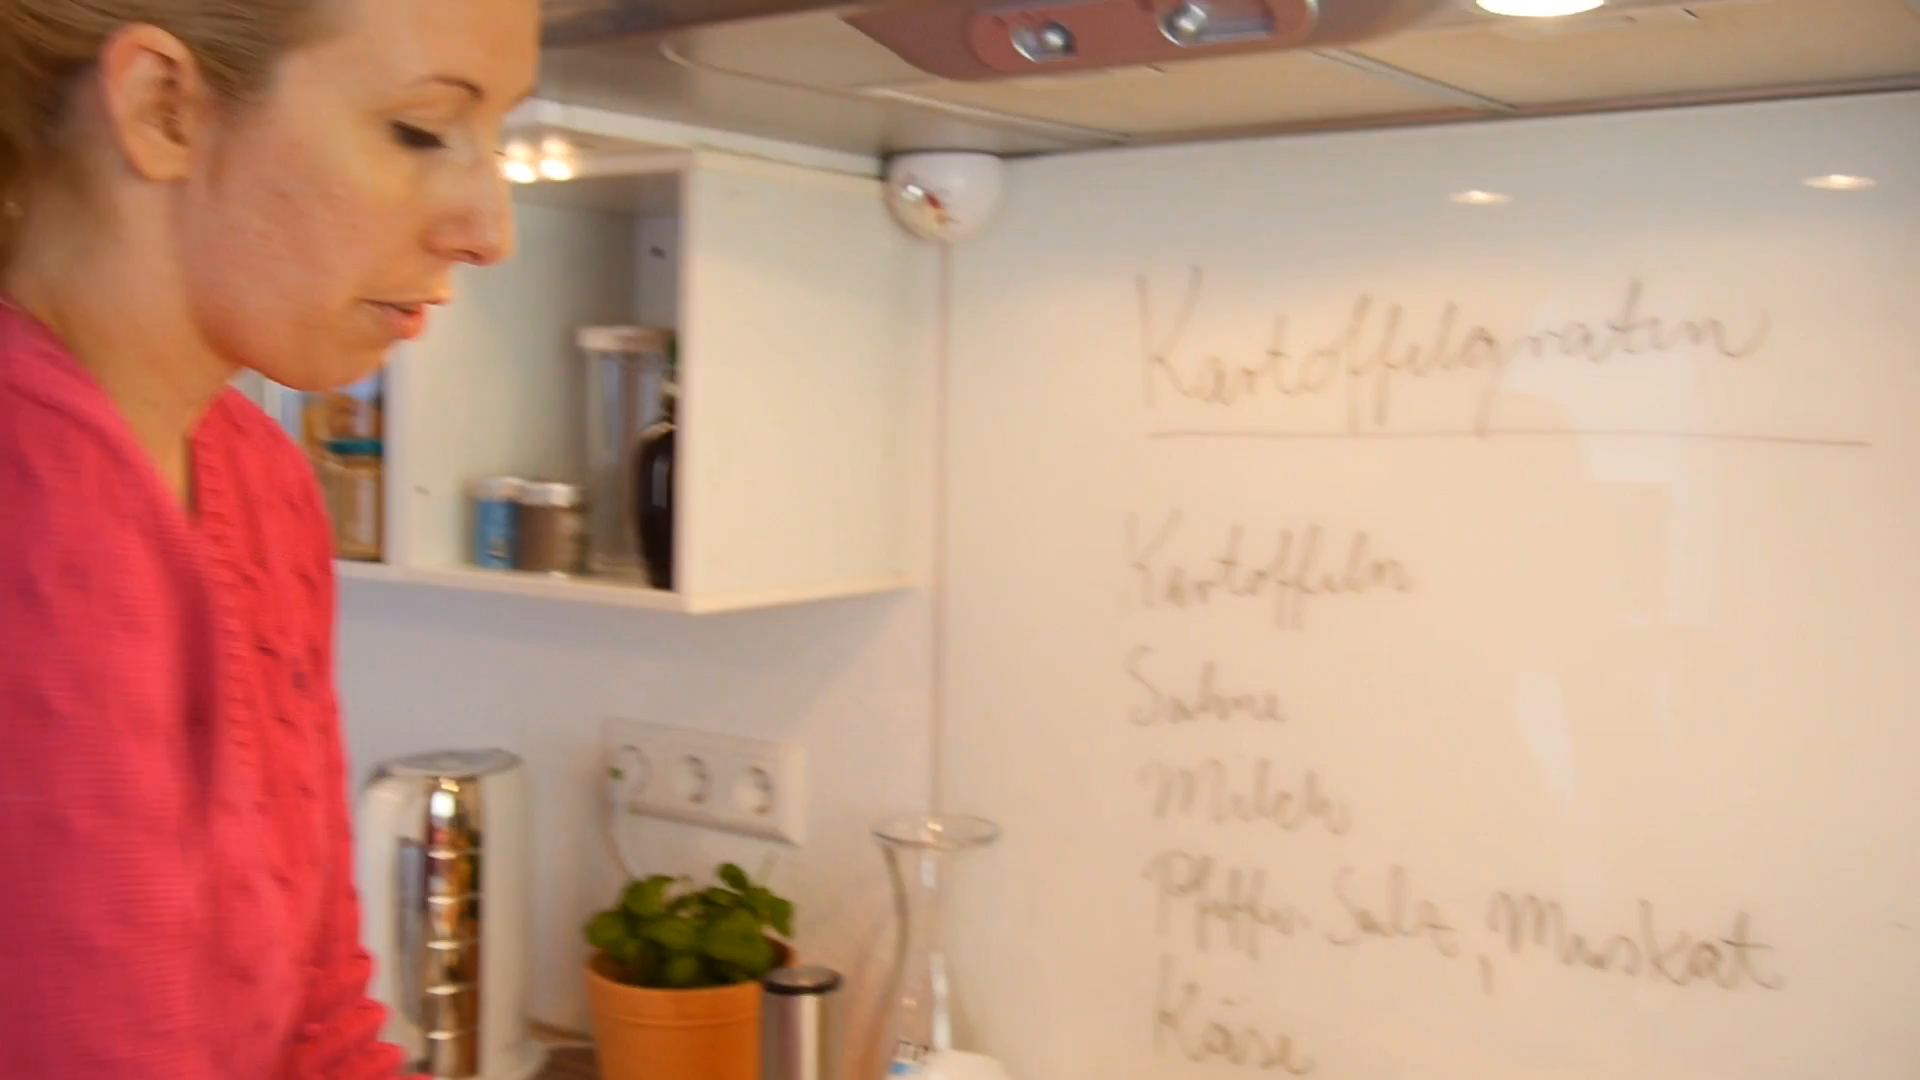 Kartoffelgratin
Kartoffeln
Sahne
Milch
Pfeffer Salz, Muskat
Käse